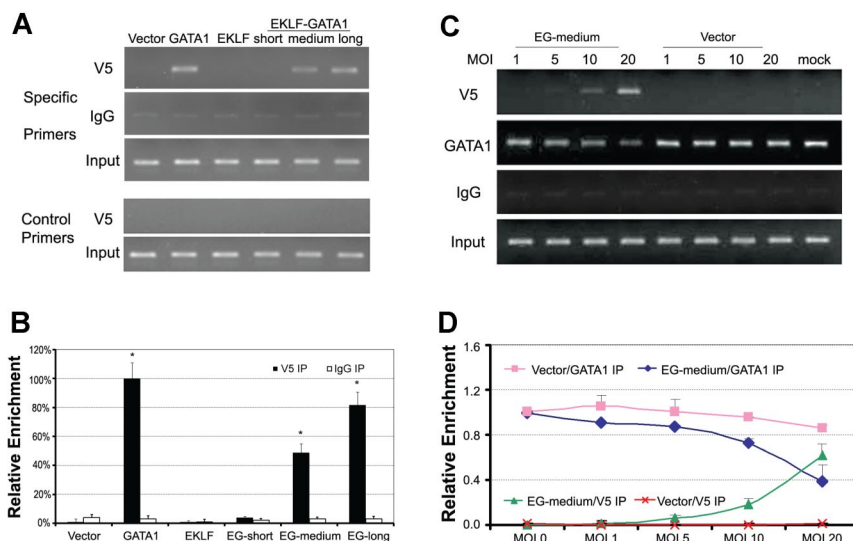 A
EKLF-GATA1
Vector GATA1 EKLF short medium long
V5
Specific
IgG
Primers
Input
Control
Primers
V5
Input
C
EG-medium Vector
MOI 1 5 10 20 1 5 10 20 mock
V5
GATA1
IgG
Input
B
Relative Enrichment
120%
100%
80%
60%
40%
20%
0%
V5 IP IgG IP
*
*
*
Vector GATA1 EKLF EG-short EG-medium EG-long
D
Relative Enrichment
1.6
1.2
0.8
0.4
0.0
Vector/GATA1 IP EG-medium/GATA1 IP
EG-medium/V5 IP Vector/V5 IP
MOI 0 MOI 1 MOI 5 MOI 10 MOI 20